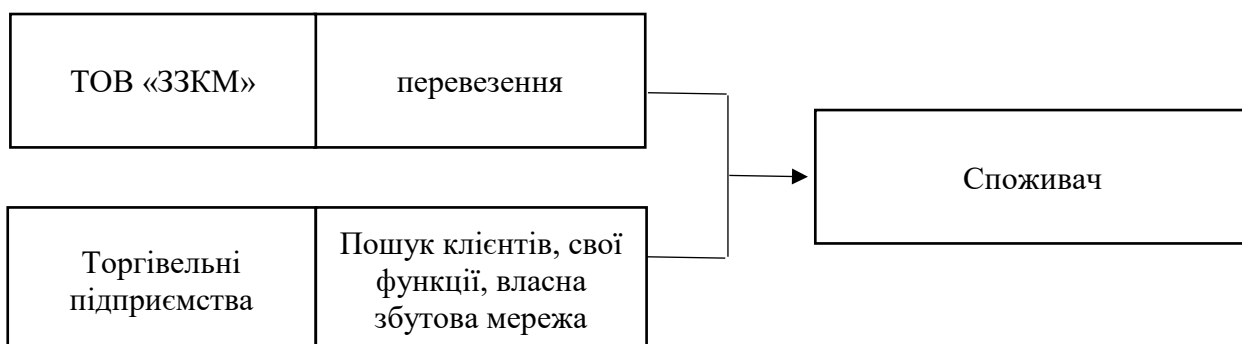 ТОВ «ЗЗКМ»
перевезення
Споживач
Торгівельні
підприємства
Пошук клієнтів, свої
функції, власна
збутова мережа